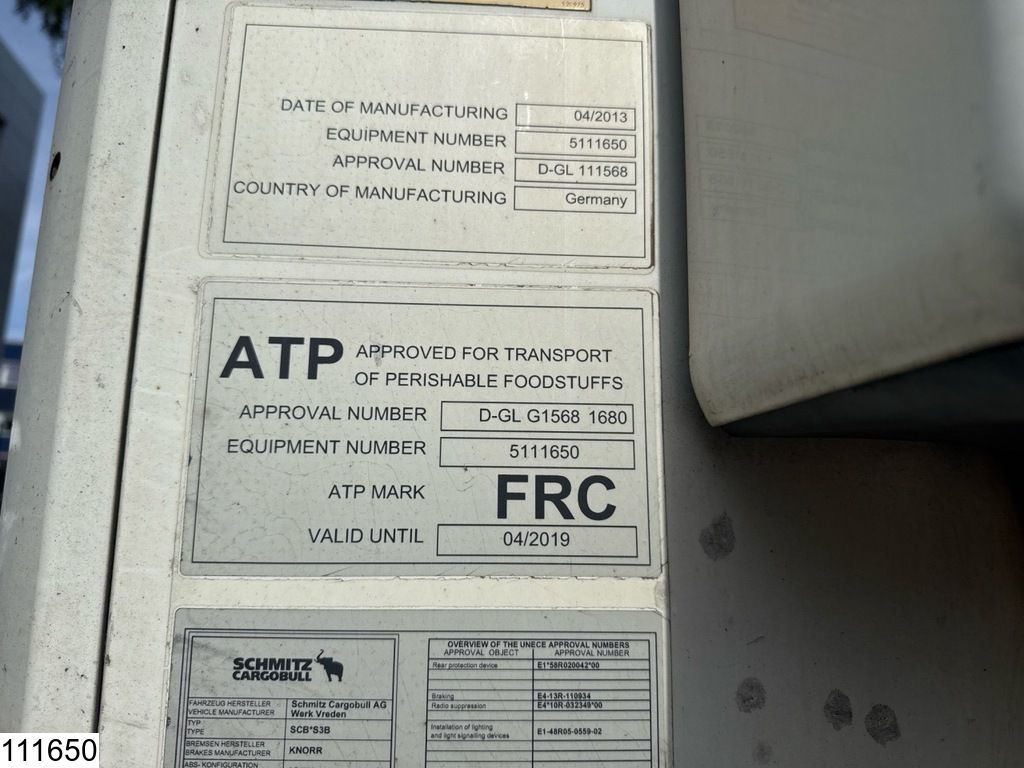 DATE OF MANUFACTURING 04/2013
EQUIPMENT NUMBER 5111650
APPROVAL NUMBER D-GL 111568
COUNTRY OF MANUFACTURING Germany
ATP APPROVED FOR TRANSPORT
OF PERISHABLE FOODSTUFFS
APPROVAL NUMBER D-GL G1568 1680
EQUIPMENT NUMBER 5111650
ATP MARK FRC
VALID UNTIL 04/2019
SCHMITZ
CARGOBULL
FAHRZEUG HERSTELLER
VEHICLE MANUFACTURER
Schmitz Cargobull AG
Werk Vreden
TYP
TYPE
SCB*S3B
BREMSEN HERSTELLER
BRAKES MANUFACTURER
KNORR
ABS- KONFIGURATION
OVERVIEW OF THE UNECE APPROVAL NUMBERS
APPROVAL OBJECT APPROVAL NUMBER
Rear protection device E1*58R020042*00
Braking E4-13R-110934
Radio suppression E4*10R-032349*00
Installation of lighting
and light signalling devices E1-48R05-0559-02
111650